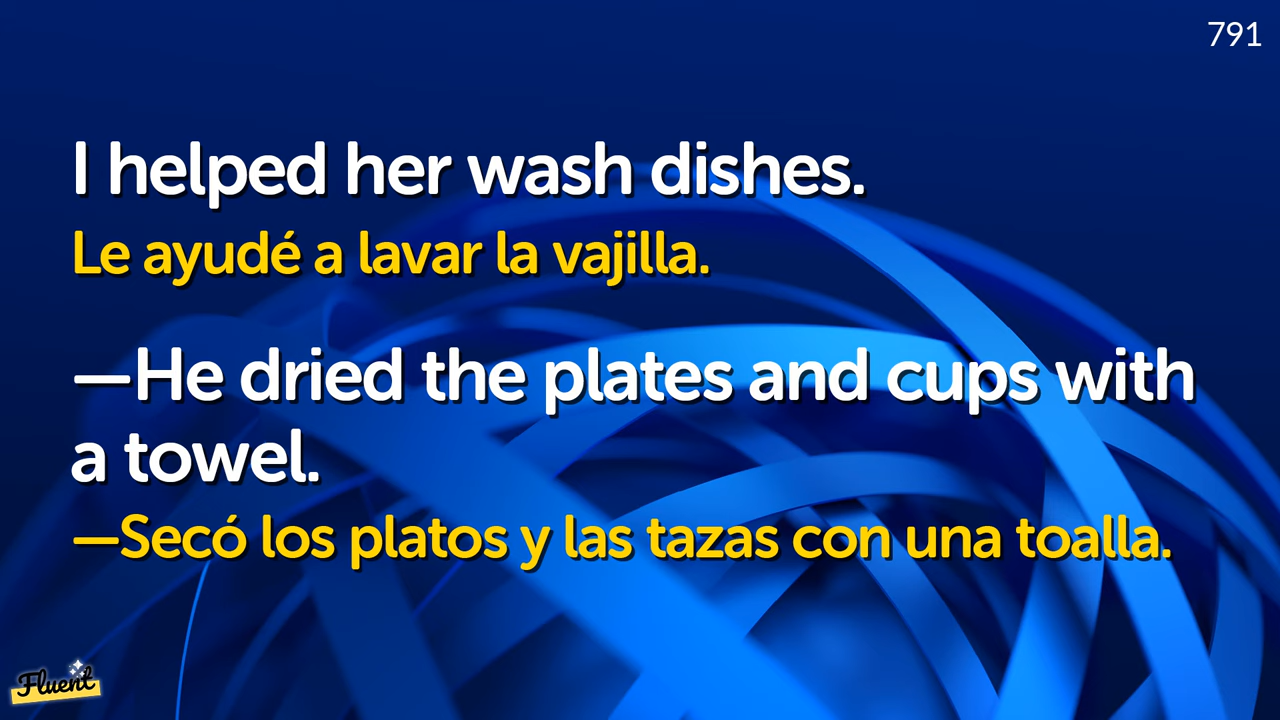 791
I helped her wash dishes.
Le ayudé a lavar la vajilla.
—He dried the plates and cups with
a towel.
—Secó los platos y las tazas con una toalla.
Fluent